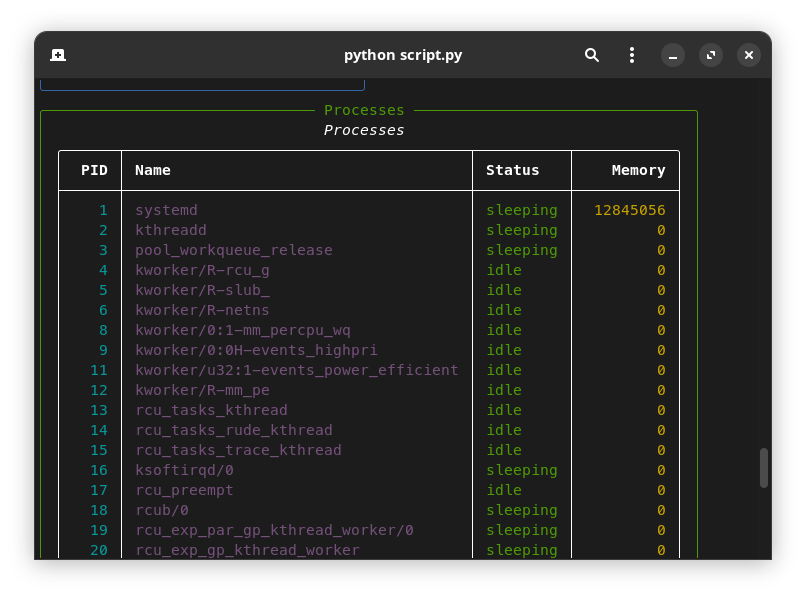 python script.py
Processes
Processes
PID Name Status Memory
1 systemd sleeping 12845056
2 kthreadd sleeping 0
3 pool_workqueue_release sleeping 0
4 kworker/R-rcu_g idle 0
5 kworker/R-slub_ idle 0
6 kworker/R-netns idle 0
8 kworker/0:1-mm_percpu_wq idle 0
9 kworker/0:0H-events_highpri idle 0
11 kworker/u32:1-events_power_efficient idle 0
12 kworker/R-mm_pe idle 0
13 rcu_tasks_kthread idle 0
14 rcu_tasks_rude_kthread idle 0
15 rcu_tasks_trace_kthread idle 0
16 ksoftirqd/0 sleeping 0
17 rcu_preempt idle 0
18 rcub/0 sleeping 0
19 rcu_exp_par_gp_kthread_worker/0 sleeping 0
20 rcu_exp_gp_kthread_worker sleeping 0